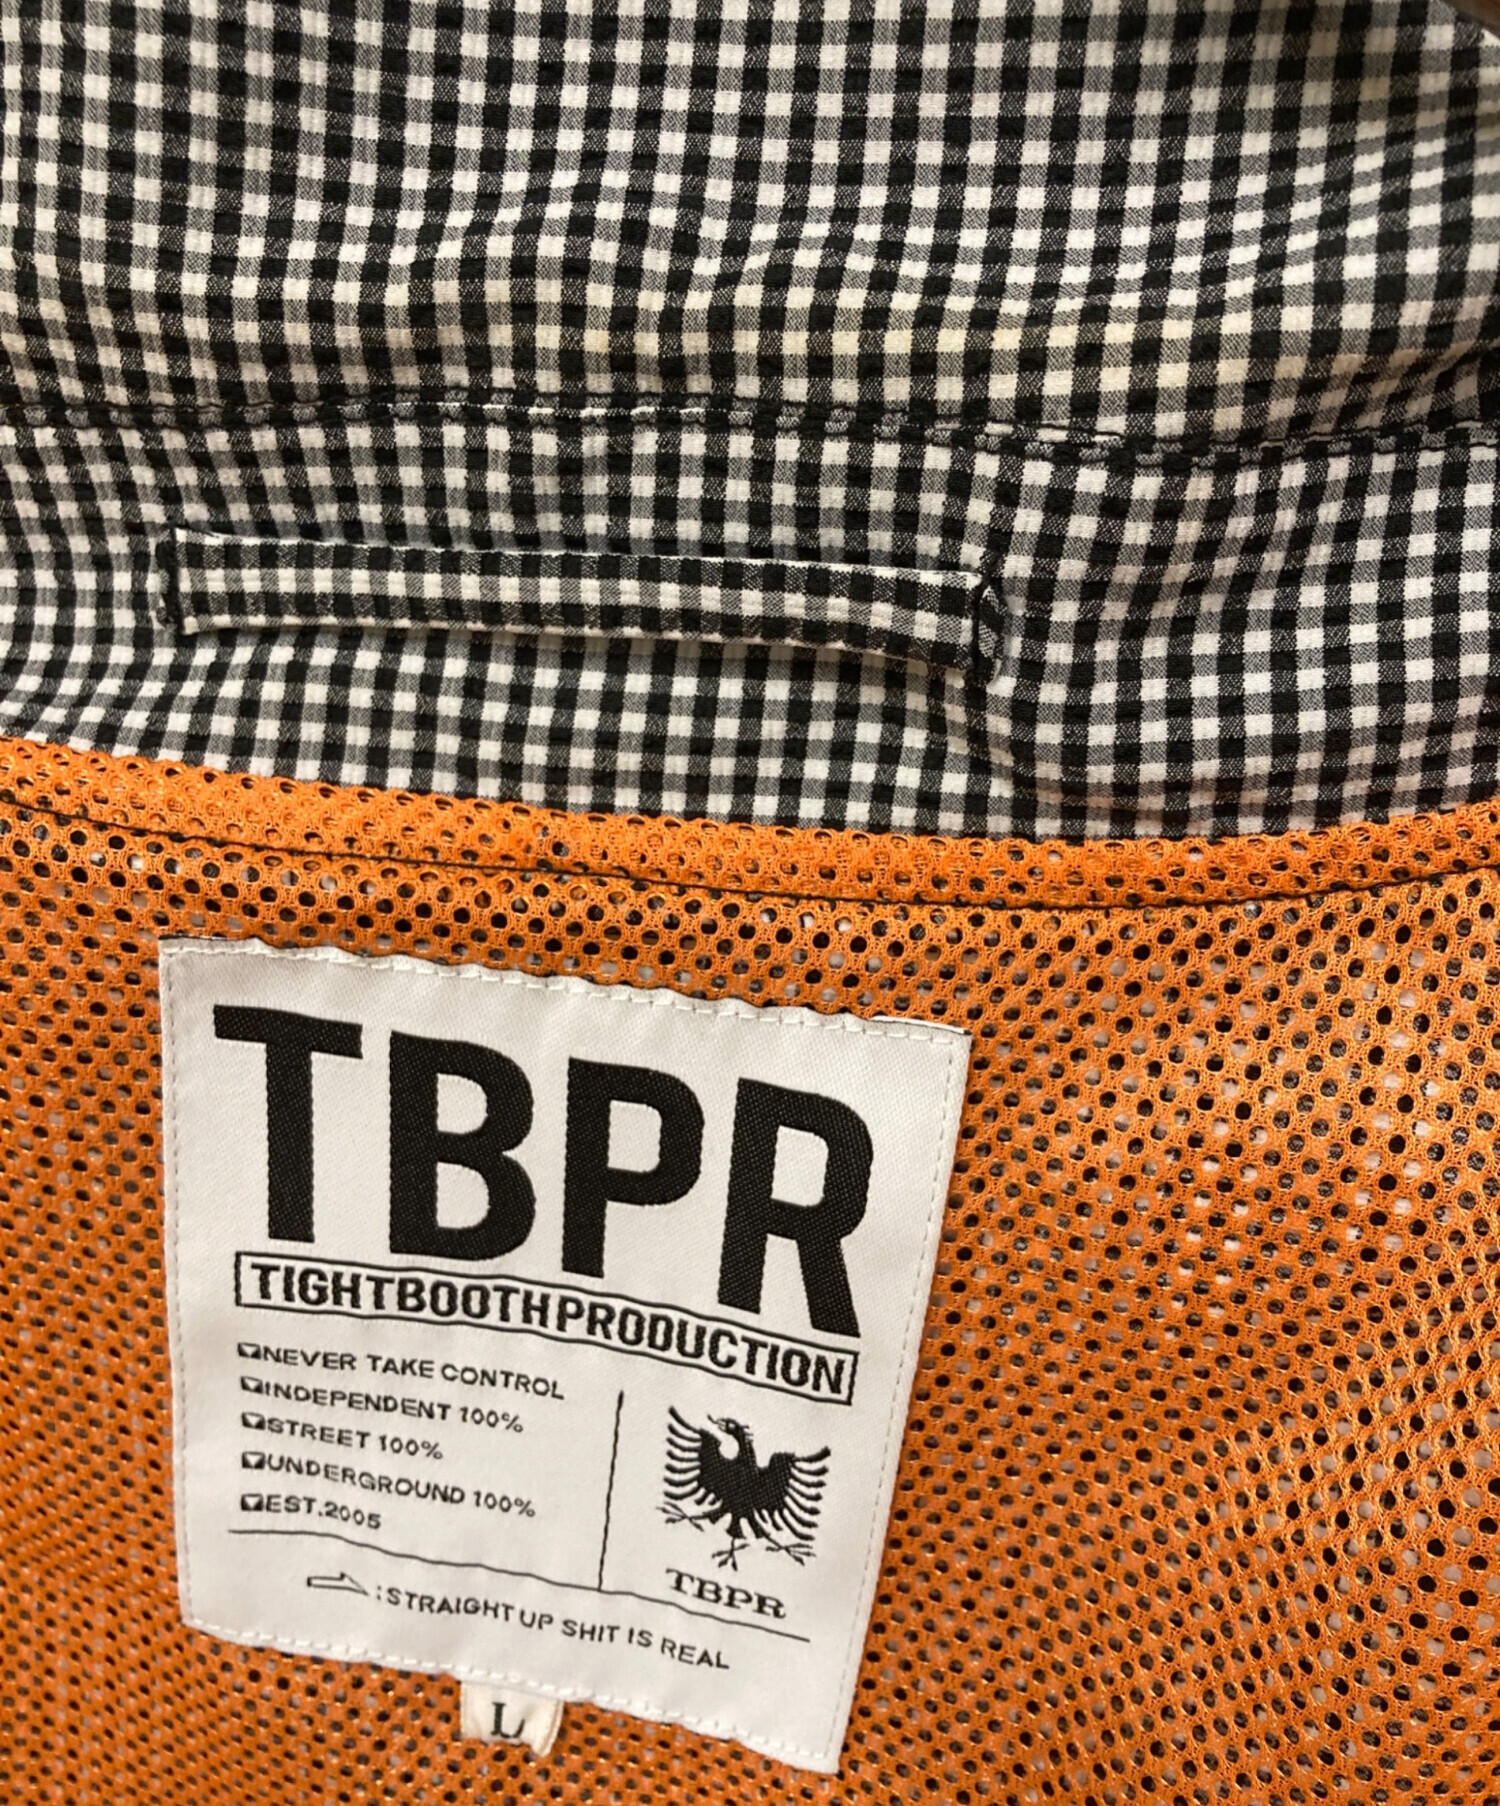 TBPR
TIGHTBOOTHPRODUCTION
NEVER TAKE CONTROL
INDEPENDENT 100%
STREET 100%
UNDERGROUND 100%
EST.2005
TBPR
:STRAIGHT UP SHIT IS REAL
L